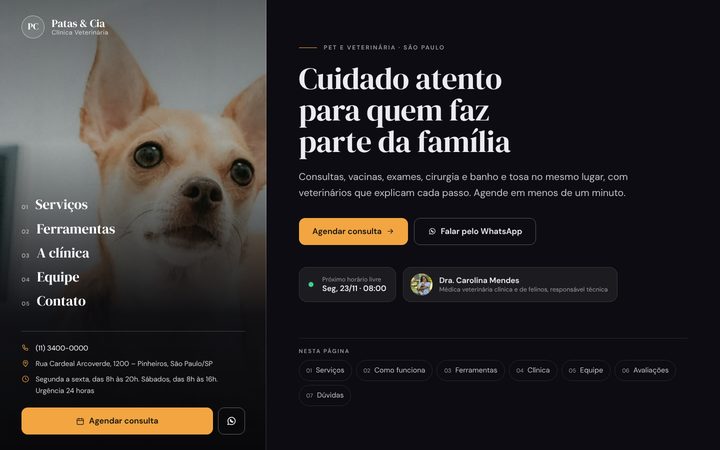 PC
Patas & Cia
Clínica Veterinária
01 Serviços
02 Ferramentas
03 A clínica
04 Equipe
05 Contato
(11) 3400-0000
Rua Cardeal Arcoverde, 1200 – Pinheiros, São Paulo/SP
Segunda a sexta, das 8h às 20h. Sábados, das 8h às 16h.
Urgência 24 horas
Agendar consulta
PET E VETERINÁRIA · SÃO PAULO
Cuidado atento
para quem faz
parte da família
Consultas, vacinas, exames, cirurgia e banho e tosa no mesmo lugar, com
veterinários que explicam cada passo. Agende em menos de um minuto.
Agendar consulta →
Falar pelo WhatsApp
Próximo horário livre
Seg, 23/11 · 08:00
Dra. Carolina Mendes
Médica veterinária clínica e de felinos, responsável técnica
NESTA PÁGINA
01 Serviços
02 Como funciona
03 Ferramentas
04 Clínica
05 Equipe
06 Avaliações
07 Dúvidas